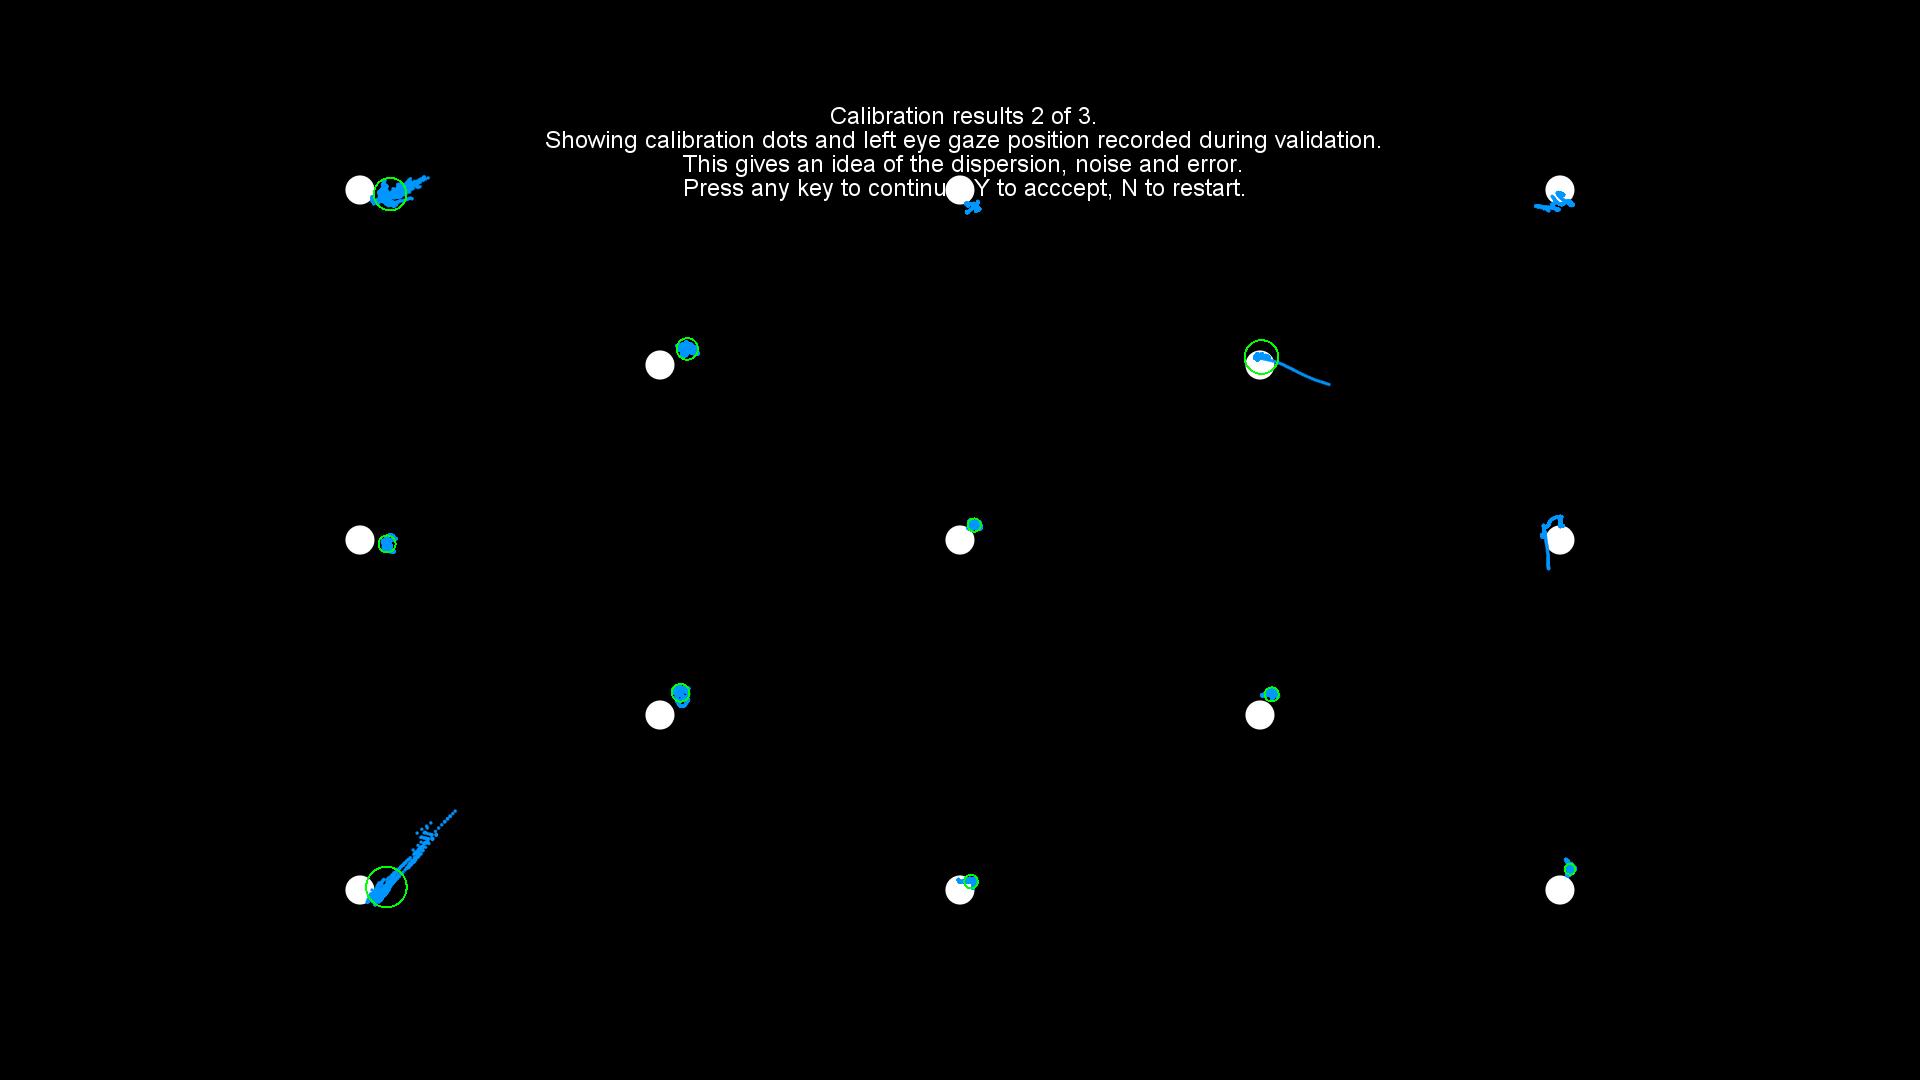 Calibration results 2 of 3.
Showing calibration dots and left eye gaze position recorded during validation.
This gives an idea of the dispersion, noise and error.
Press any key to continu Y to acccept, N to restart.